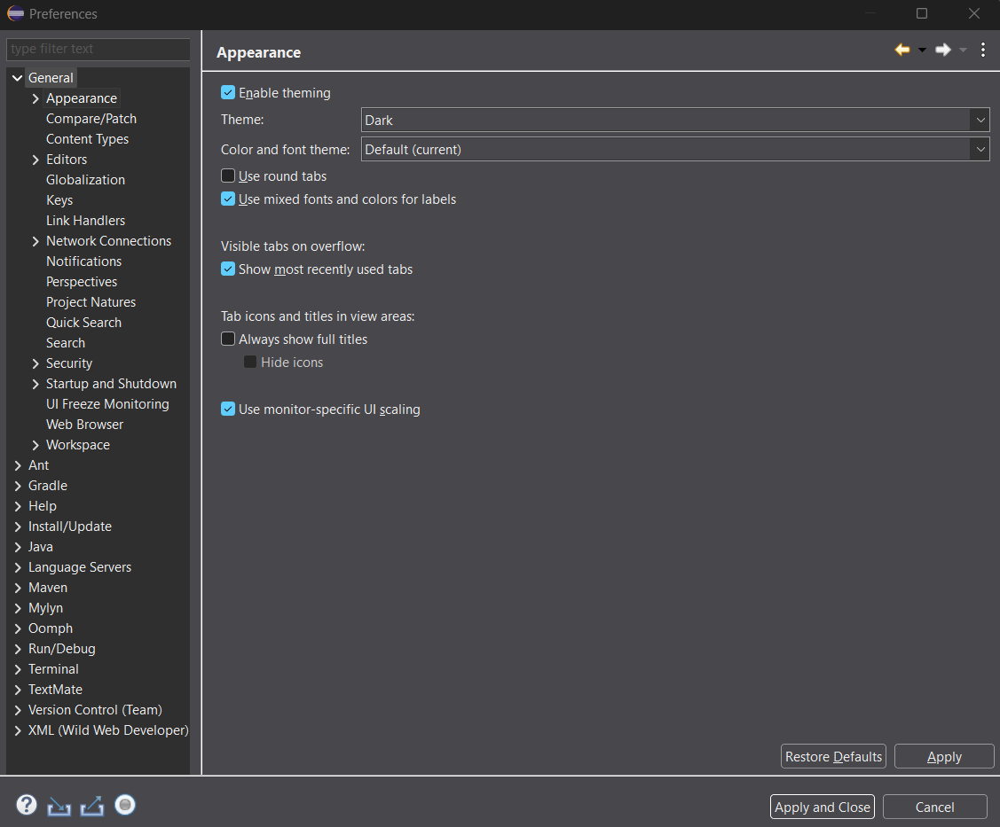 Preferences
type filter text
General
Appearance
Compare/Patch
Content Types
Editors
Globalization
Keys
Link Handlers
Network Connections
Notifications
Perspectives
Project Natures
Quick Search
Search
Security
Startup and Shutdown
UI Freeze Monitoring
Web Browser
Workspace
Ant
Gradle
Help
Install/Update
Java
Language Servers
Maven
Mylyn
Oomph
Run/Debug
Terminal
TextMate
Version Control (Team)
XML (Wild Web Developer)
Appearance
Enable theming
Theme: Dark
Color and font theme: Default (current)
Use round tabs
Use mixed fonts and colors for labels
Visible tabs on overflow:
Show most recently used tabs
Tab icons and titles in view areas:
Always show full titles
Hide icons
Use monitor-specific UI scaling
Restore Defaults Apply
Apply and Close Cancel